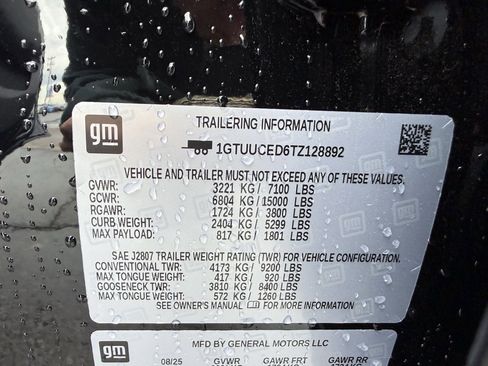 gm
TRAILERING INFORMATION
1GTUUCED6TZ128892
VEHICLE AND TRAILER MUST NOT EXCEED ANY OF THESE VALUES.
GVWR: 3221 KG / 7100 LBS
GCWR: 6804 KG / 15000 LBS
RGAWR: 1724 KG / 3800 LBS
CURB WEIGHT: 2404 KG / 5299 LBS
MAX PAYLOAD: 817 KG / 1801 LBS
SAE J2807 TRAILER WEIGHT RATING (TWR) FOR VEHICLE CONFIGURATION.
CONVENTIONAL TWR: 4173 KG / 9200 LBS
MAX TONGUE WEIGHT: 417 KG / 920 LBS
GOOSENECK TWR: 3810 KG / 8400 LBS
MAX TONGUE WEIGHT: 572 KG / 1260 LBS
SEE OWNER'S MANUAL FOR MORE INFORMATION
gm
MFD BY GENERAL MOTORS LLC
08/25 GVWR GAWR FRT GAWR RR